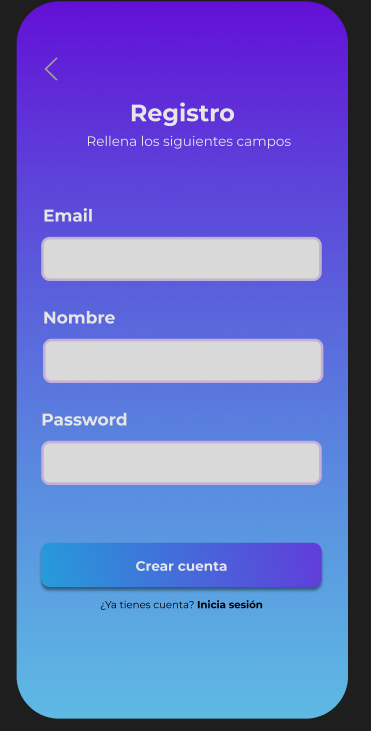 Registro
Rellena los siguientes campos
Email
Nombre
Password
Crear cuenta
¿Ya tienes cuenta? Inicia sesión